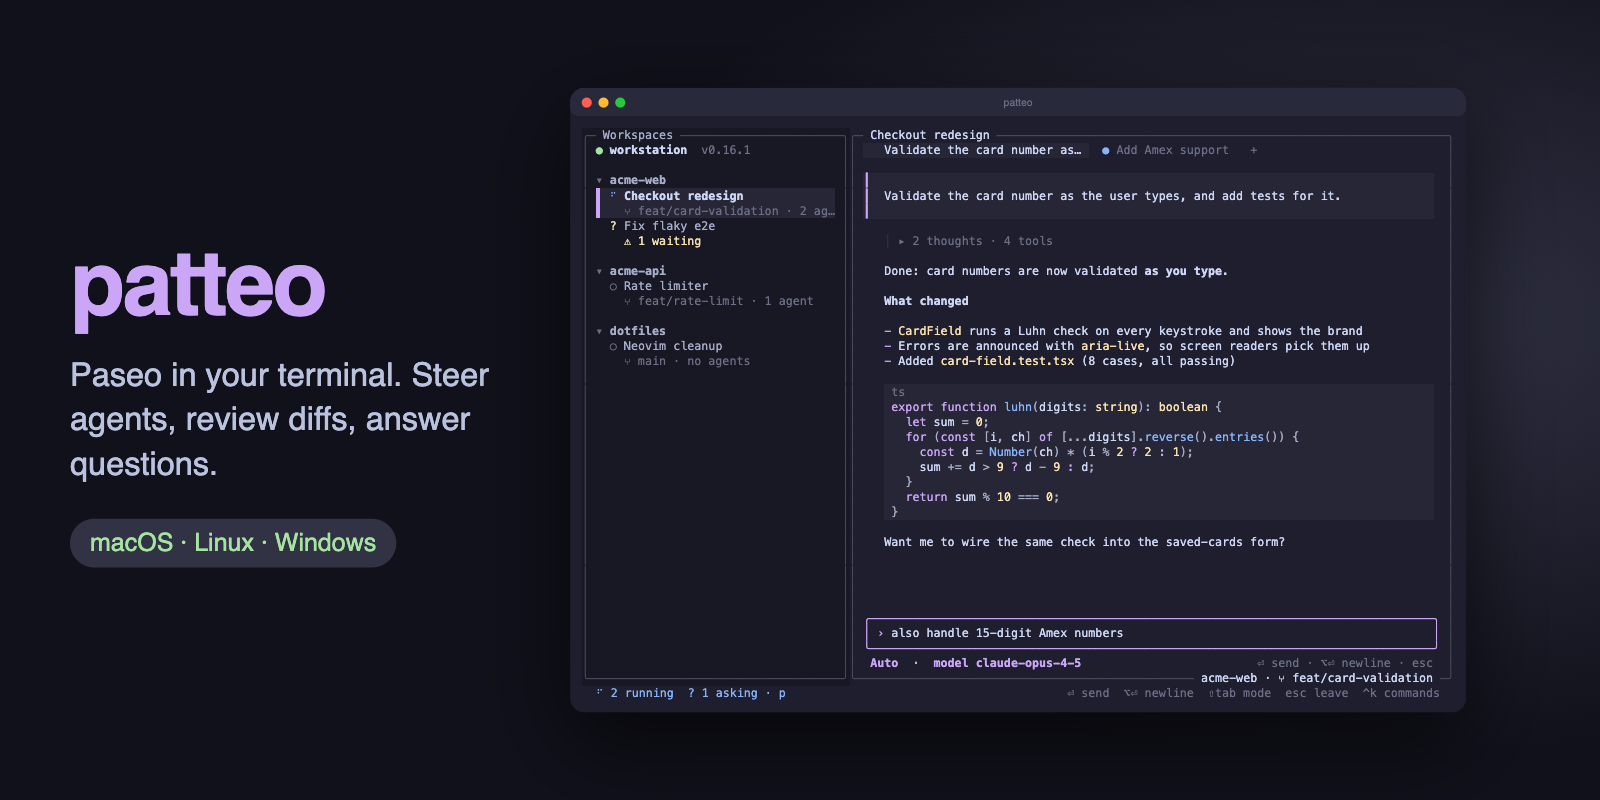 patteo
Paseo in your terminal. Steer
agents, review diffs, answer
questions.
macOS · Linux · Windows
patteo
Workspaces
● workstation v0.16.1
▾ acme-web
Checkout redesign
feat/card-validation · 2 ag…
? Fix flaky e2e
⚠ 1 waiting
▾ acme-api
○ Rate limiter
feat/rate-limit · 1 agent
▾ dotfiles
○ Neovim cleanup
main · no agents
Checkout redesign
Validate the card number as… ● Add Amex support +
Validate the card number as the user types, and add tests for it.
▸ 2 thoughts · 4 tools
Done: card numbers are now validated as you type.
What changed
– CardField runs a Luhn check on every keystroke and shows the brand
– Errors are announced with aria-live, so screen readers pick them up
– Added card-field.test.tsx (8 cases, all passing)
ts
export function luhn(digits: string): boolean {
let sum = 0;
for (const [i, ch] of [...digits].reverse().entries()) {
const d = Number(ch) * (i % 2 ? 2 : 1);
sum += d > 9 ? d - 9 : d;
}
return sum % 10 === 0;
}
Want me to wire the same check into the saved-cards form?
› also handle 15-digit Amex numbers
Auto · model claude-opus-4-5 ⏎ send · ⌥⏎ newline · esc
acme-web · feat/card-validation
2 running ? 1 asking · p ⏎ send ⌥⏎ newline ⇧tab mode esc leave ^k commands